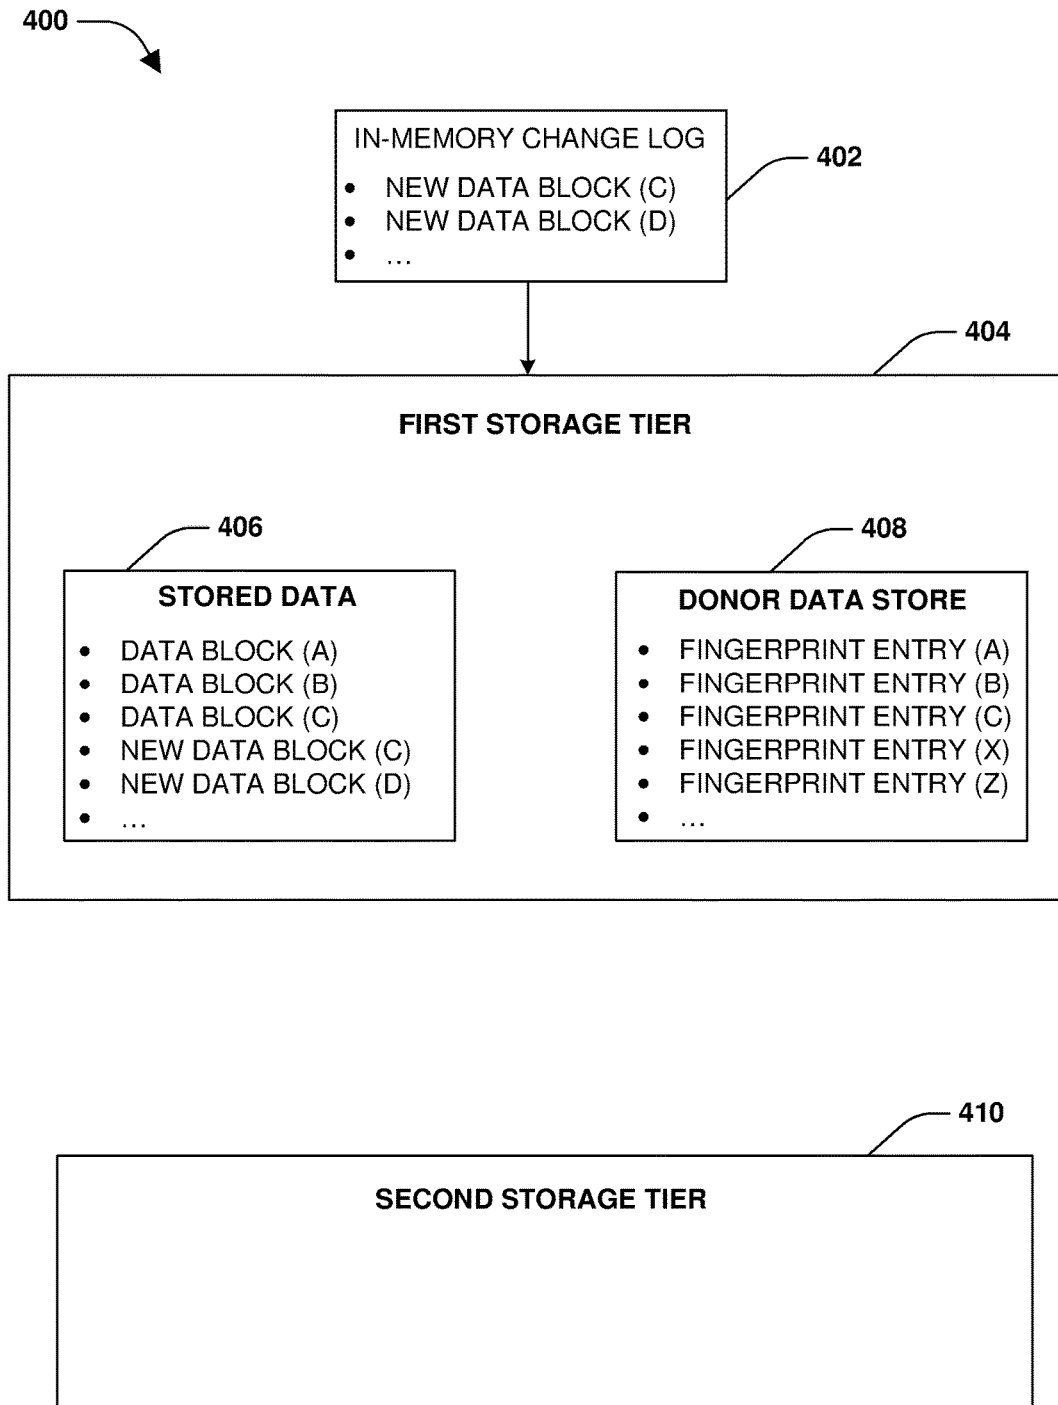 400
IN-MEMORY CHANGE LOG
• NEW DATA BLOCK (C)
• NEW DATA BLOCK (D)
• ...
402
404
FIRST STORAGE TIER
406
STORED DATA
• DATA BLOCK (A)
• DATA BLOCK (B)
• DATA BLOCK (C)
• NEW DATA BLOCK (C)
• NEW DATA BLOCK (D)
• ...
408
DONOR DATA STORE
• FINGERPRINT ENTRY (A)
• FINGERPRINT ENTRY (B)
• FINGERPRINT ENTRY (C)
• FINGERPRINT ENTRY (X)
• FINGERPRINT ENTRY (Z)
• ...
410
SECOND STORAGE TIER